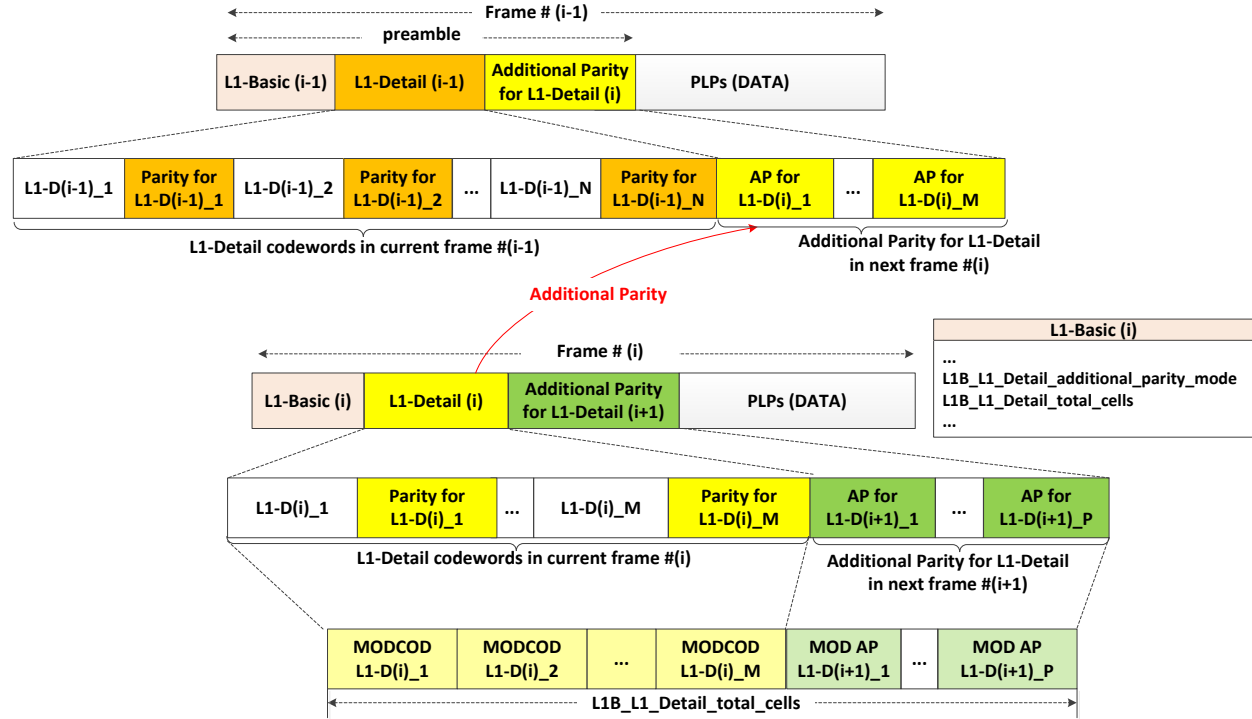 Frame # (i-1)
preamble
L1-Basic (i-1)
L1-Detail (i-1)
Additional Parity
for L1-Detail (i)
PLPs (DATA)
L1-D(i-1)_1
Parity for
L1-D(i-1)_1
L1-D(i-1)_2
Parity for
L1-D(i-1)_2
...
L1-D(i-1)_N
Parity for
L1-D(i-1)_N
AP for
L1-D(i)_1
...
AP for
L1-D(i)_M
L1-Detail codewords in current frame #(i-1)
Additional Parity for L1-Detail
in next frame #(i)
Additional Parity
Frame # (i)
L1-Basic (i)
L1-Detail (i)
Additional Parity
for L1-Detail (i+1)
PLPs (DATA)
L1-Basic (i)
...
L1B_L1_Detail_additional_parity_mode
L1B_L1_Detail_total_cells
...
L1-D(i)_1
Parity for
L1-D(i)_1
...
L1-D(i)_M
Parity for
L1-D(i)_M
AP for
L1-D(i+1)_1
...
AP for
L1-D(i+1)_P
L1-Detail codewords in current frame #(i)
Additional Parity for L1-Detail
in next frame #(i+1)
MODCOD
L1-D(i)_1
MODCOD
L1-D(i)_2
...
MODCOD
L1-D(i)_M
MOD AP
L1-D(i+1)_1
...
MOD AP
L1-D(i+1)_P
L1B_L1_Detail_total_cells